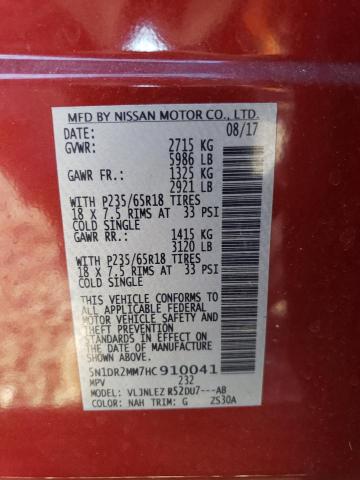 MFD BY NISSAN MOTOR CO., LTD.
DATE: 08/17
GVWR: 2715 KG
5986 LB
GAWR FR.: 1325 KG
2921 LB
WITH P235/65R18 TIRES
18 X 7.5 RIMS AT 33 PSI
COLD SINGLE
GAWR RR.: 1415 KG
3120 LB
WITH P235/65R18 TIRES
18 X 7.5 RIMS AT 33 PSI
COLD SINGLE
THIS VEHICLE CONFORMS TO
ALL APPLICABLE FEDERAL
MOTOR VEHICLE SAFETY AND
THEFT PREVENTION
STANDARDS IN EFFECT ON
THE DATE OF MANUFACTURE
SHOWN ABOVE.
5N1DR2MM7HC910041
MPV 232
MODEL: VLJNLEZ R52DU7---AB
COLOR: NAH TRIM: G ZS30A